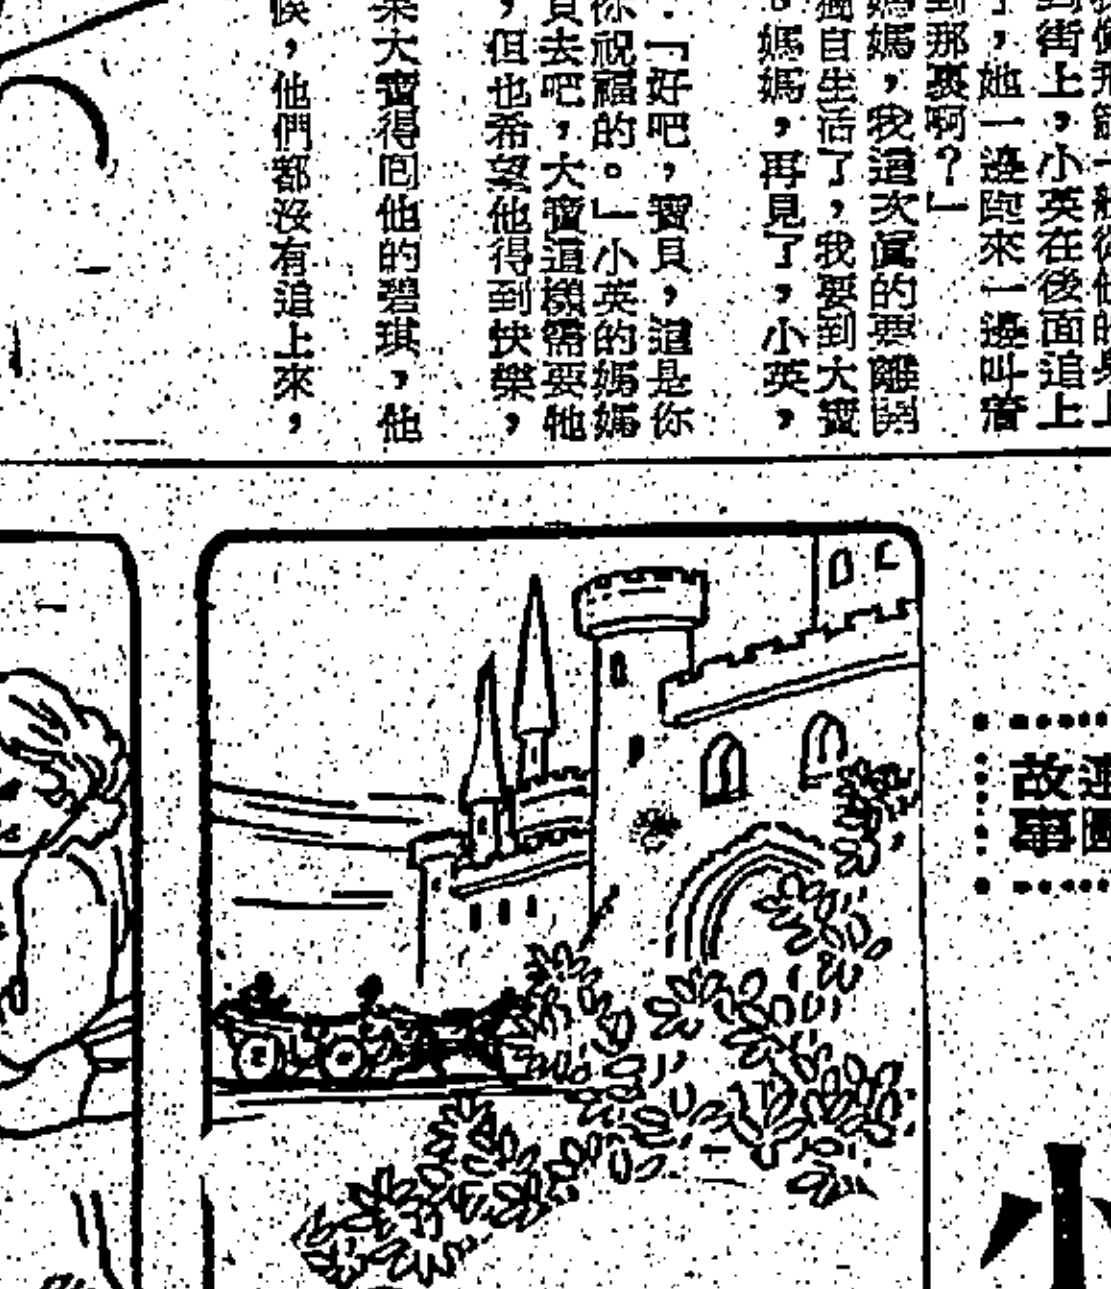 街上，小英在後面追上
，她一邊跑來一邊叫着
到那裏啊？」
媽媽，我這次眞的要離開
獨自生活了，我要到大寶
。媽媽，再見了，小英，
：「好吧，寶貝，這是你
你祝福的。」小英的媽媽
貝去吧，大寶這樣需要牠
，但也希望他得到快樂，
果大寶得回他的碧琪，他
候，他們都沒有追上來，
故事
小